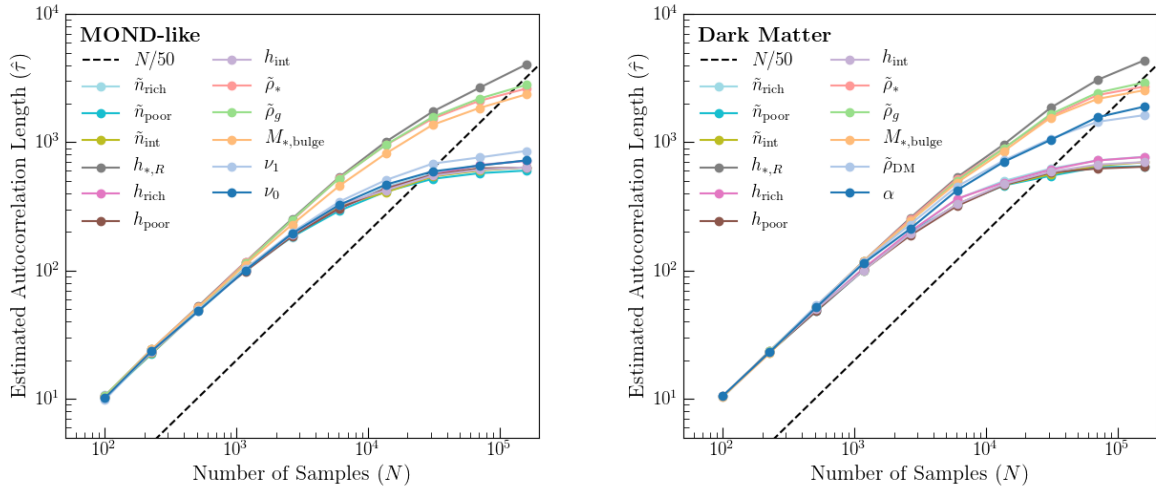 MOND-like
N/50
ñ_rich
ñ_poor
ñ_int
h_{*,R}
h_rich
h_poor
h_int
ρ̃_*
ρ̃_g
M_{*,bulge}
ν_1
ν_0
Estimated Autocorrelation Length (τ̂)
10^4
10^3
10^2
10^1
10^2
10^3
10^4
10^5
Number of Samples (N)
Dark Matter
N/50
ñ_rich
ñ_poor
ñ_int
h_{*,R}
h_rich
h_poor
h_int
ρ̃_*
ρ̃_g
M_{*,bulge}
ρ̃_DM
α
Estimated Autocorrelation Length (τ̂)
10^4
10^3
10^2
10^1
10^2
10^3
10^4
10^5
Number of Samples (N)